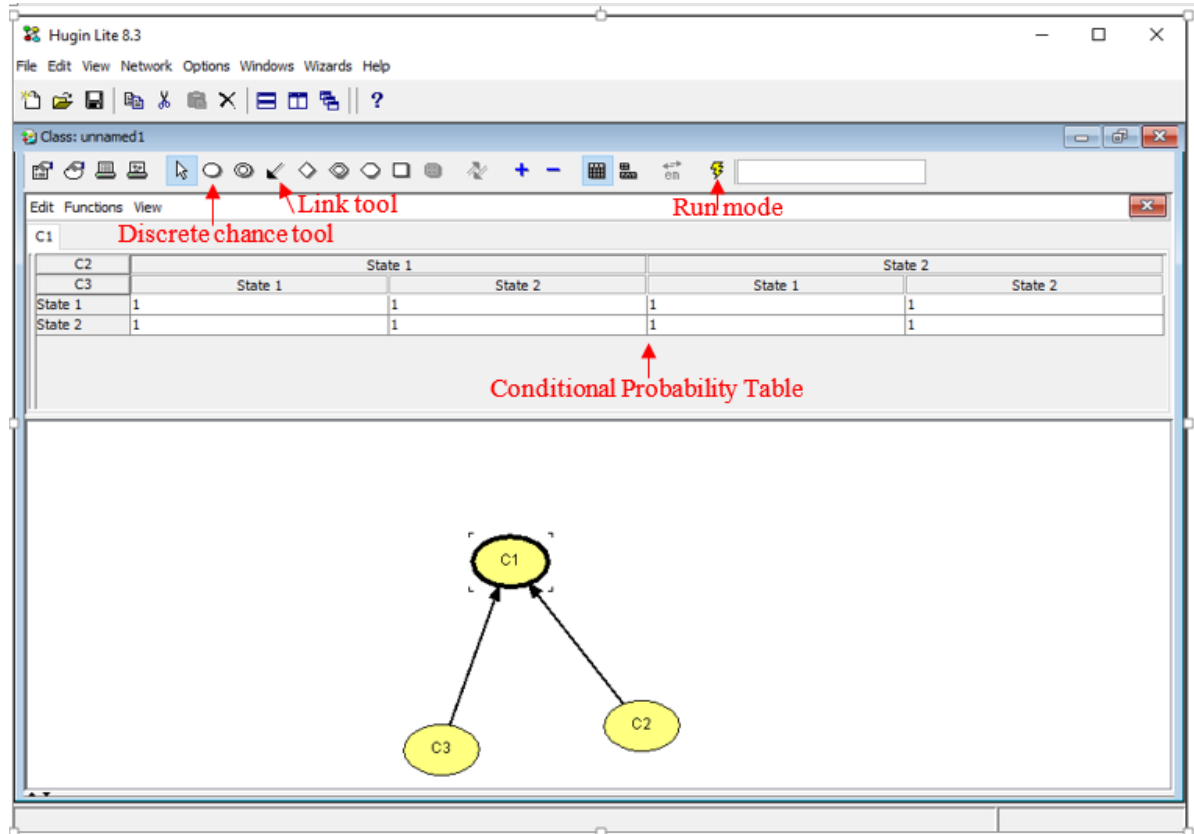 Hugin Lite 8.3
File Edit View Network Options Windows Wizards Help
?
Class: unnamed1
en
Edit Functions View
Link tool
Run mode
C1
Discrete chance tool
C2 State 1 State 2
C3 State 1 State 2 State 1 State 2
State 1 1 1 1 1
State 2 1 1 1 1
Conditional Probability Table
C1
C2
C3